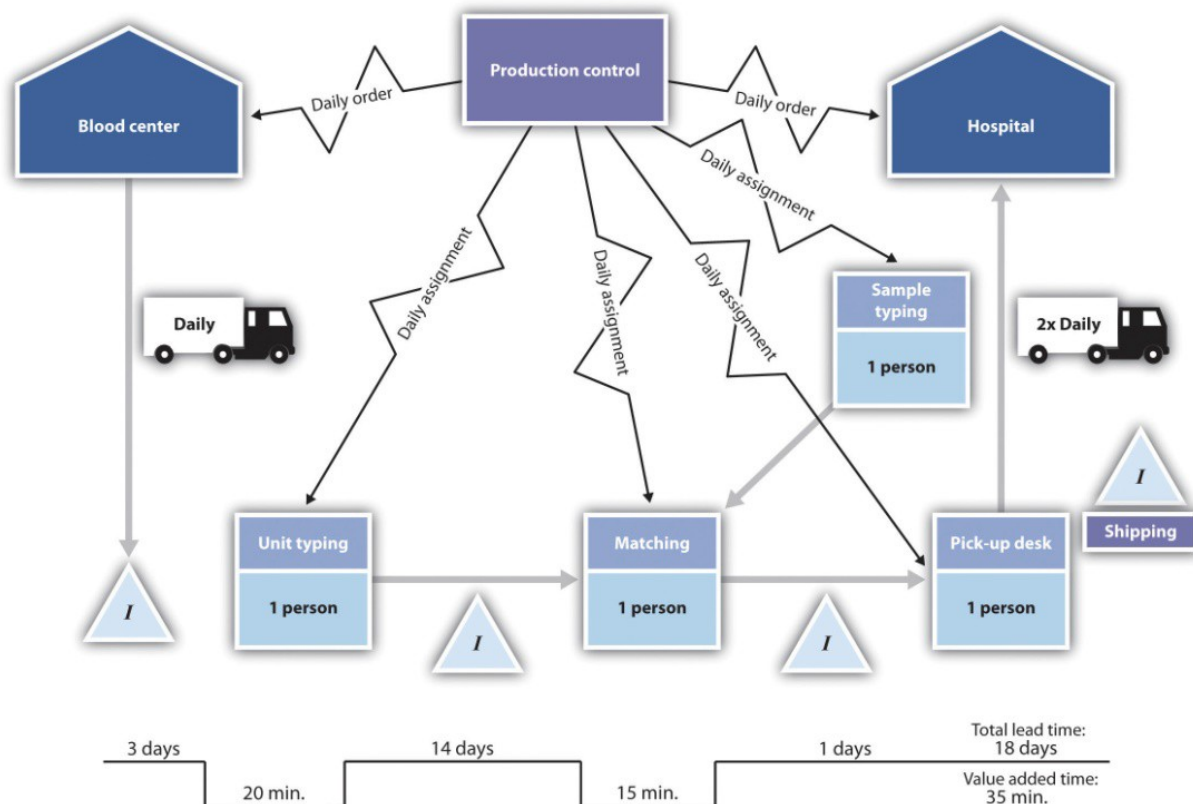 Production control
Blood center
Daily order
Daily order
Hospital
Daily assignment
Daily assignment
Daily assignment
Daily assignment
Daily
Sample
typing
1 person
2x Daily
I
Shipping
Unit typing
1 person
Matching
1 person
Pick-up desk
1 person
I
I
I
3 days
20 min.
14 days
15 min.
1 days
Total lead time:
18 days
Value added time:
35 min.